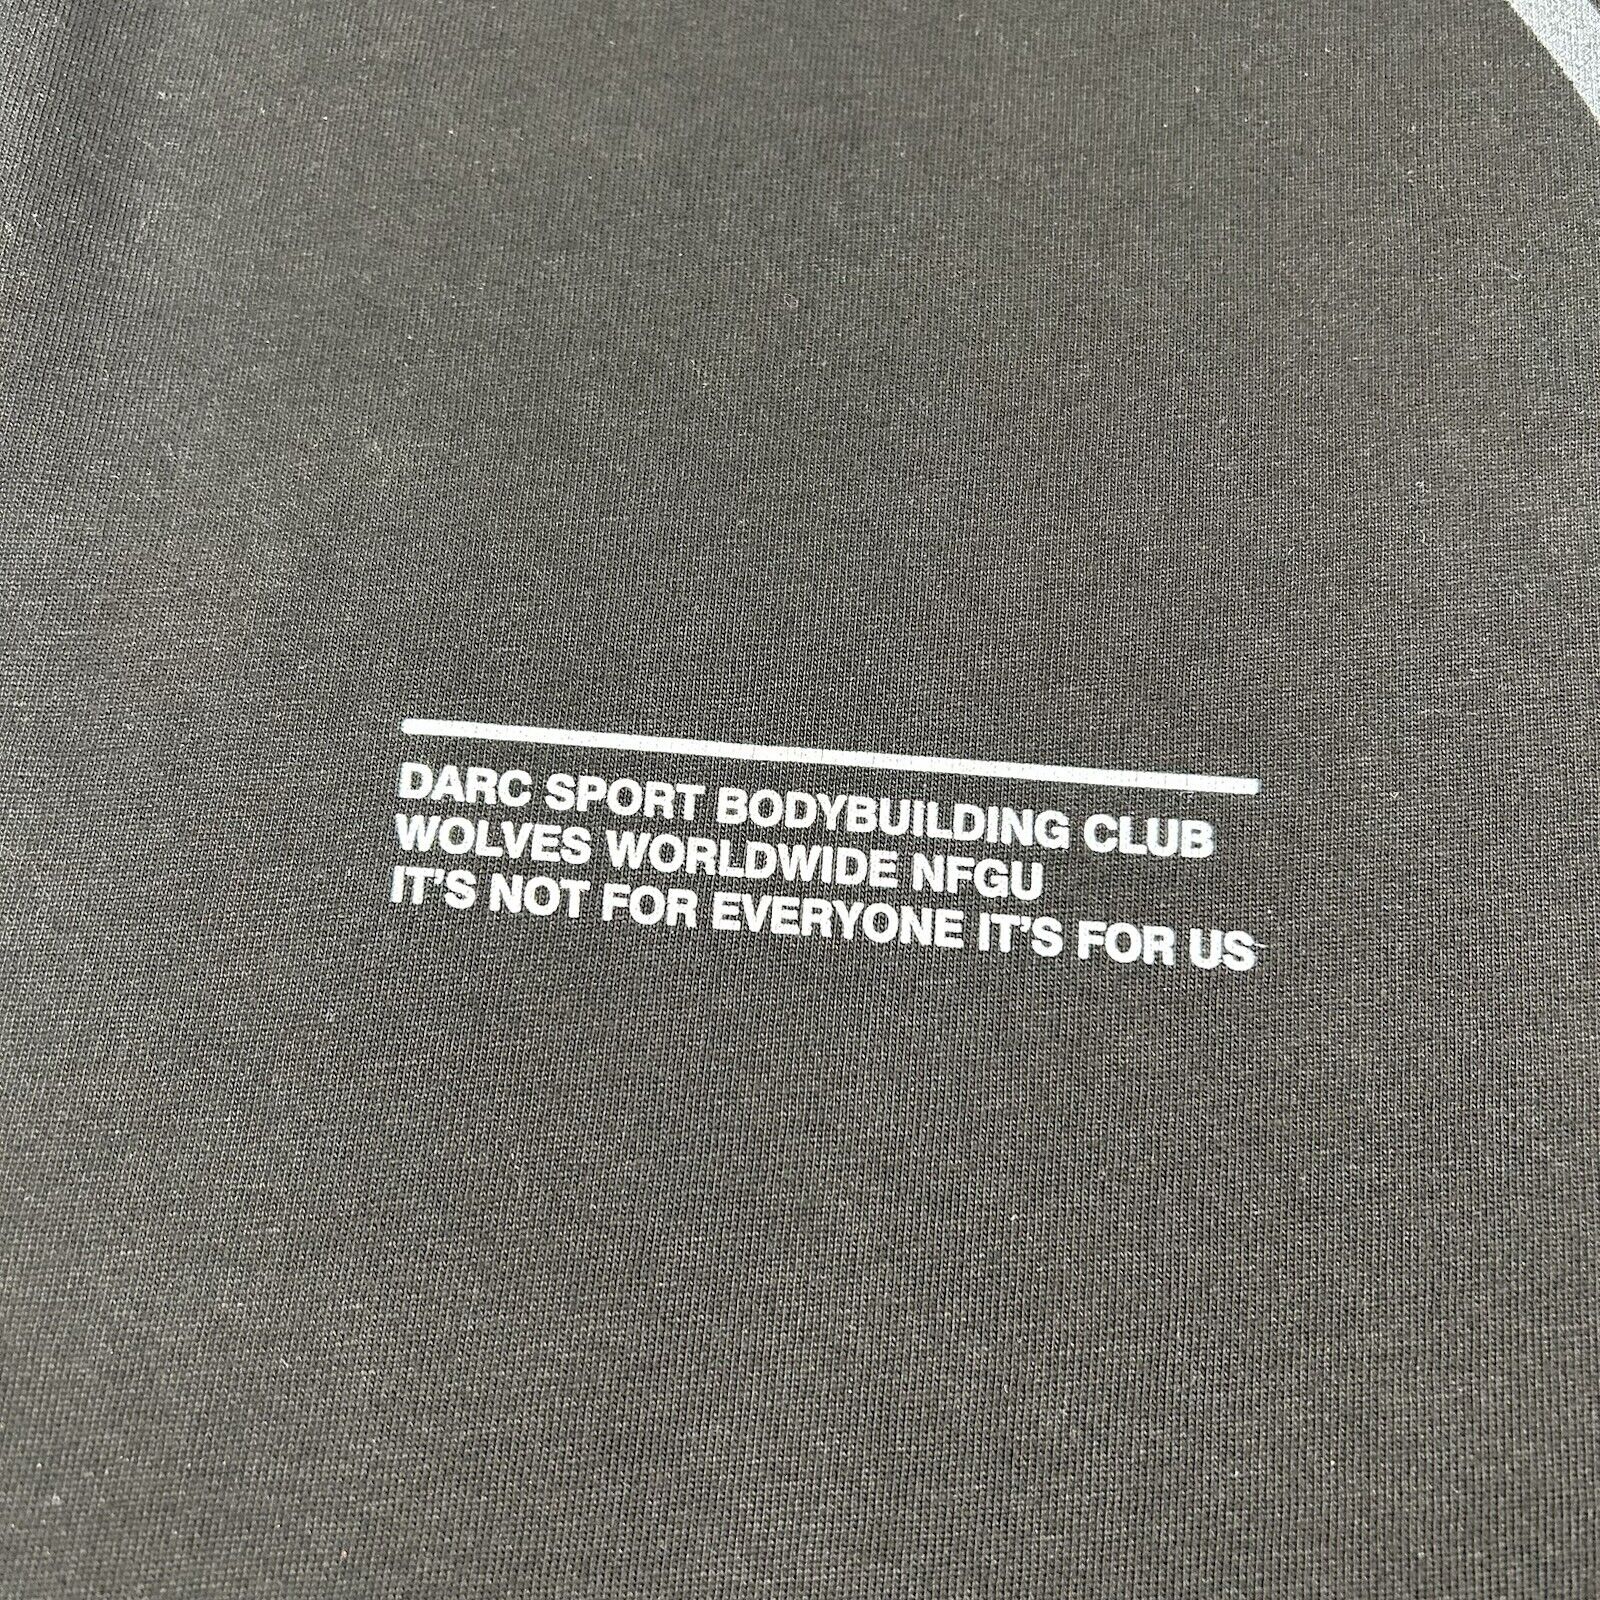 DARC SPORT BODYBUILDING CLUB
WOLVES WORLDWIDE NFGU
IT'S NOT FOR EVERYONE IT'S FOR US